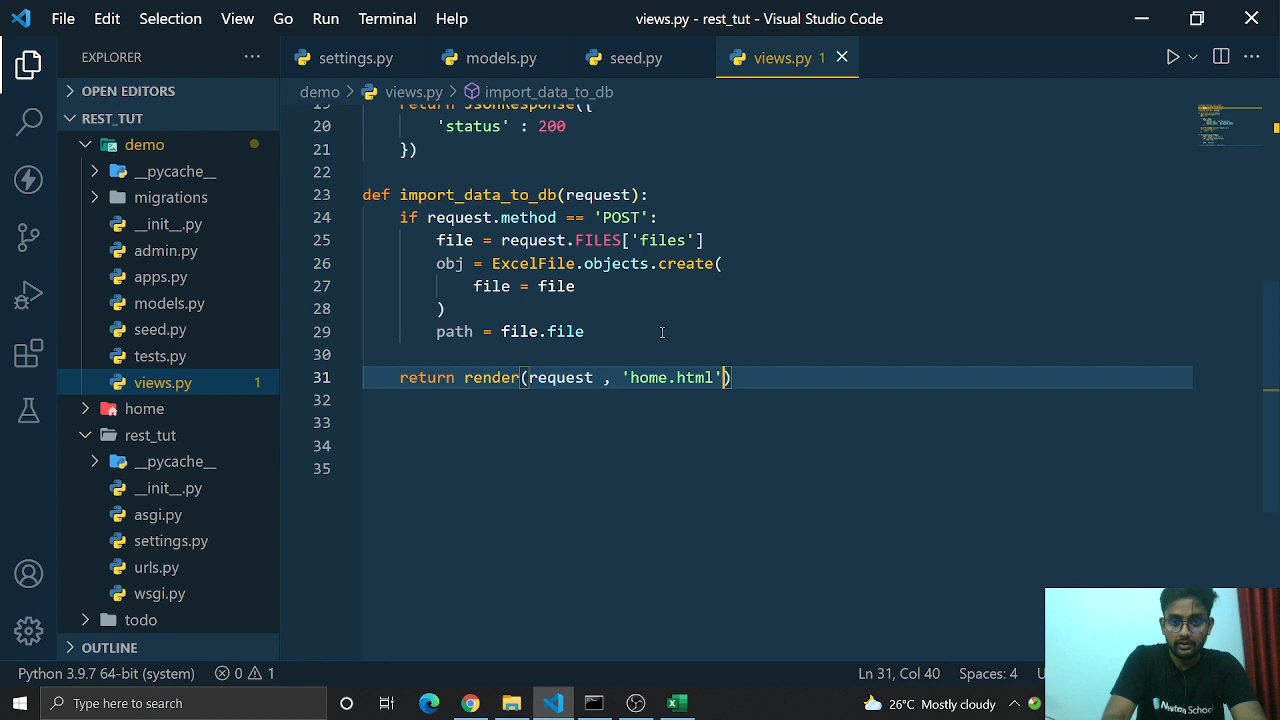 File Edit Selection View Go Run Terminal Help
views.py - rest_tut - Visual Studio Code
EXPLORER
settings.py
models.py
seed.py
views.py 1
OPEN EDITORS
REST_TUT
demo
__pycache__
migrations
__init__.py
admin.py
apps.py
models.py
seed.py
tests.py
views.py 1
home
rest_tut
__pycache__
__init__.py
asgi.py
settings.py
urls.py
wsgi.py
todo
OUTLINE
demo > views.py > import_data_to_db
19 return JsonResponse({
20 'status' : 200
21 })
22
23 def import_data_to_db(request):
24 if request.method == 'POST':
25 file = request.FILES['files']
26 obj = ExcelFile.objects.create(
27 file = file
28 )
29 path = file.file
30
31 return render(request , 'home.html')
32
33
34
35
Newton School
Python 3.9.7 64-bit (system) 0 1 Ln 31, Col 40 Spaces: 4
Type here to search
26°C Mostly cloudy